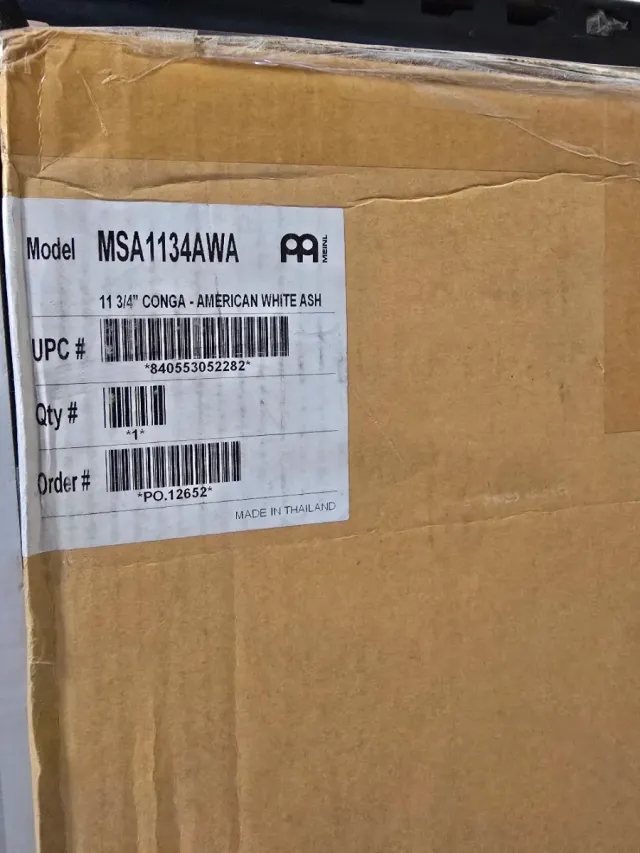 Model MSA1134AWA MEINL
11 3/4” CONGA - AMERICAN WHITE ASH
UPC #
*840553052282*
Qty #
*1*
Order #
*PO.12652*
MADE IN THAILAND